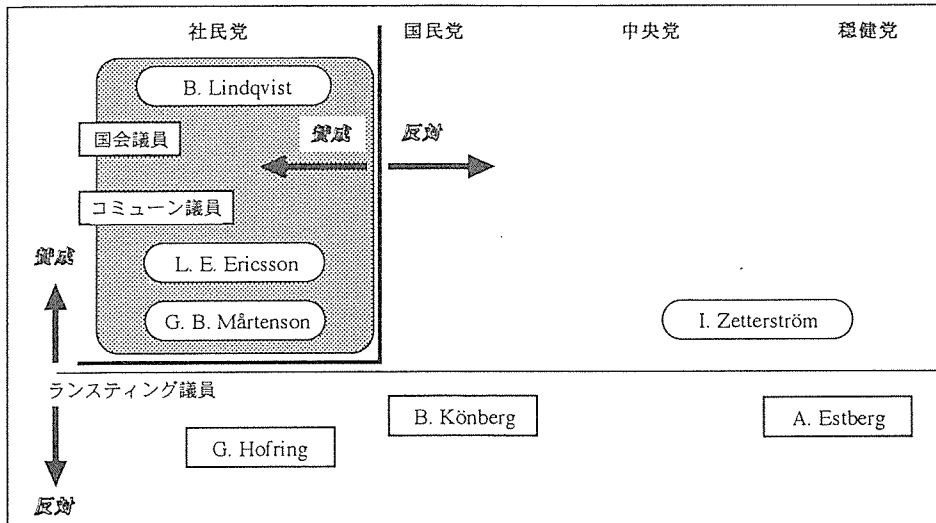 社民党 国民党 中央党 穏健党
B. Lindqvist
国会議員
賛成 反対
コミューン議員
賛成
L. E. Ericsson
G. B. Mårtenson
I. Zetterström
ランスティング議員
B. Könberg
A. Estberg
G. Hofring
反対